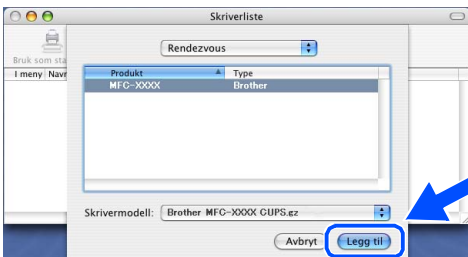 Skriverliste
Rendezvous
Bruk som sta
I meny Navr
Produkt Type
MFC-XXXX Brother
Skrivermodell: Brother MFC-XXXX CUPS.gz
Avbryt Legg til